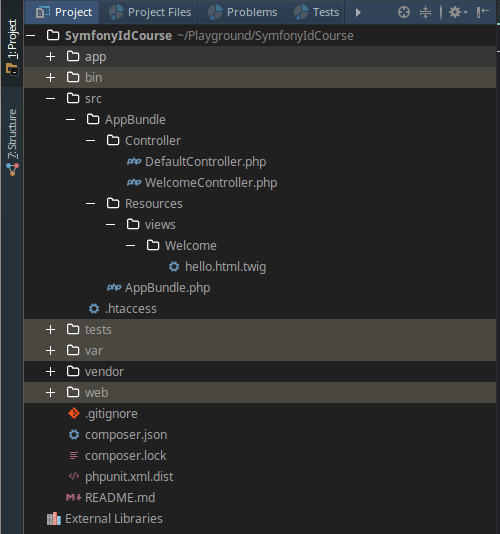 Project Project Files Problems Tests
1: Project
7: Structure
SymfonyIdCourse ~/Playground/SymfonyIdCourse
app
bin
src
AppBundle
Controller
php DefaultController.php
php WelcomeController.php
Resources
views
Welcome
hello.html.twig
php AppBundle.php
.htaccess
tests
var
vendor
web
.gitignore
composer.json
composer.lock
phpunit.xml.dist
M README.md
External Libraries